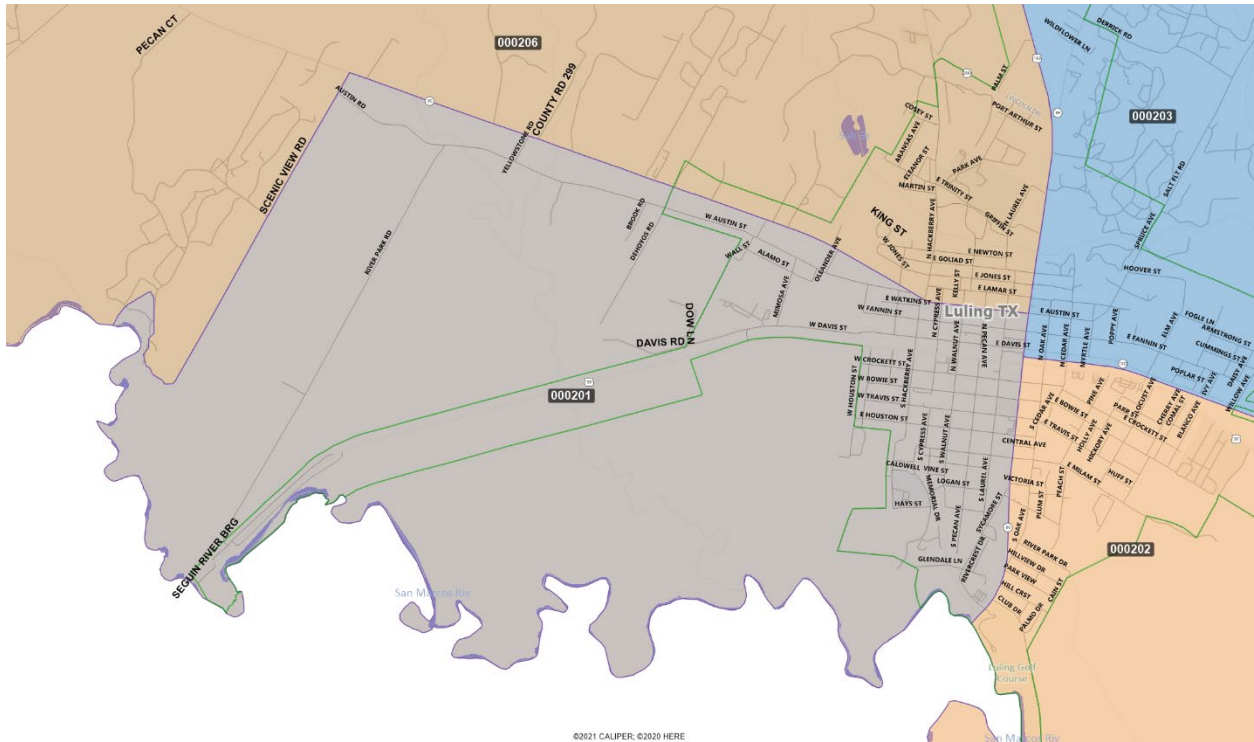 PECAN CT
000206
COUNTY RD 299
PALM ST
WILDFLOWER LN
DERRICK RD
000203
AUSTIN RD
80
LINCOLN DR
PORT ARTHUR ST
COSEY ST
ARANSAS AVE
ELEANOR ST
PARK AVE
MARTIN ST
E TRINITY ST
GRIFFIN ST
N LAUREL AVE
SALT FLT RD
SPRUCE AVE
SCENIC VIEW RD
YELLOWSTONE RD
RIVER PARK RD
BROOK RD
DEHOYOS RD
W AUSTIN ST
WALL ST
ALAMO ST
OLEANDER AVE
MIMOSA AVE
KING ST
W JONES ST
N HACKBERRY AVE
E NEWTON ST
E GOLIAD ST
KELLY ST
E JONES ST
E LAMAR ST
HOOVER ST
E WATKINS ST
W FANNIN ST
N CYPRESS AVE
Luling TX
E AUSTIN ST
DOW LN
DAVIS RD
W DAVIS ST
N WALNUT AVE
N PECAN AVE
E DAVIS ST
N OAK AVE
N CEDAR AVE
MYRTLE AVE
POPPY AVE
E FANNIN ST
ELM AVE
FOGLE LN
ARMSTRONG ST
CUMMINGS ST
DAISY AVE
WILLOW AVE
IVY AVE
POPLAR ST
000201
W CROCKETT ST
W BOWIE ST
W TRAVIS ST
E HOUSTON ST
W HOUSTON ST
S HACKBERRY AVE
S CYPRESS AVE
S WALNUT AVE
CENTRAL AVE
S CEDAR AVE
E BOWIE ST
E TRAVIS ST
PINE AVE
HOLLY AVE
HICKORY AVE
PARK ST
LOCUST AVE
E CROCKETT ST
CHERRY AVE
COMAL ST
BLANCO AVE
CALDWELL VINE ST
LOGAN ST
HAYS ST
MEMORIAL DR
S PECAN AVE
S LAUREL AVE
SYCAMORE ST
VICTORIA ST
S OAK AVE
PLUM ST
PEACH ST
E MILAM ST
HUFF ST
000202
GLENDALE LN
RIVERCREST DR
RIVER PARK DR
HILLVIEW DR
PARK VIEW
HILL CRST
CLUB DR
PALMO DR
CAIN ST
SEGUIN RIVER BRG
San Marcos Riv
Luling Golf
Course
San Marcos Riv
©2021 CALIPER; ©2020 HERE